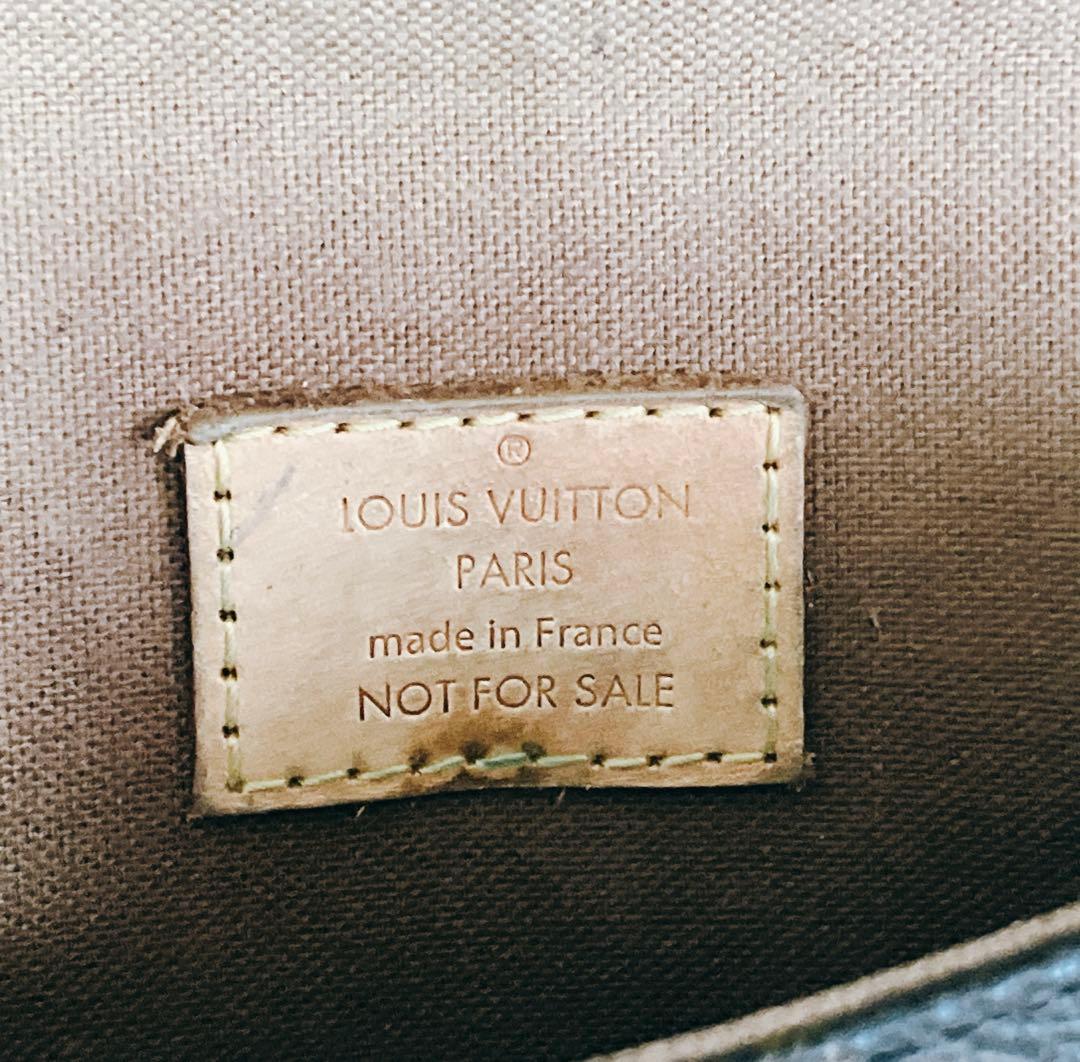 ®
LOUIS VUITTON
PARIS
made in France
NOT FOR SALE